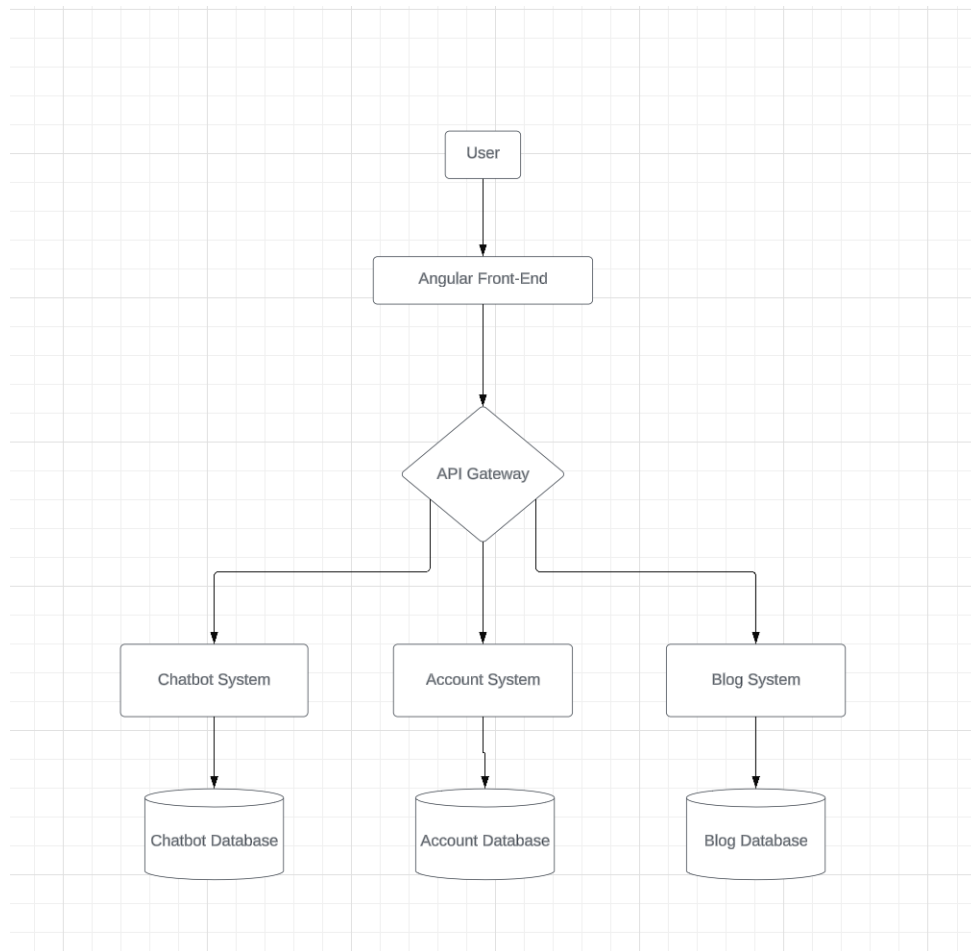 User
Angular Front-End
API Gateway
Chatbot System
Account System
Blog System
Chatbot Database
Account Database
Blog Database